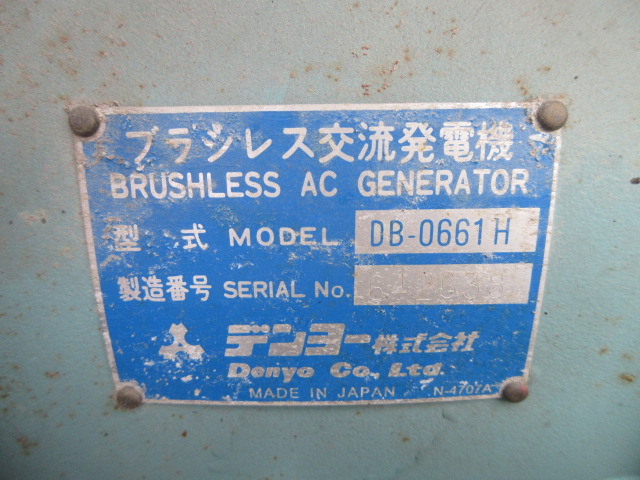 ブラシレス交流発電機
BRUSHLESS AC GENERATOR
型 式 MODEL DB-0661H
製造番号 SERIAL No.
デンヨー株式会社
Denyo Co., Ltd.
MADE IN JAPAN N-4707A